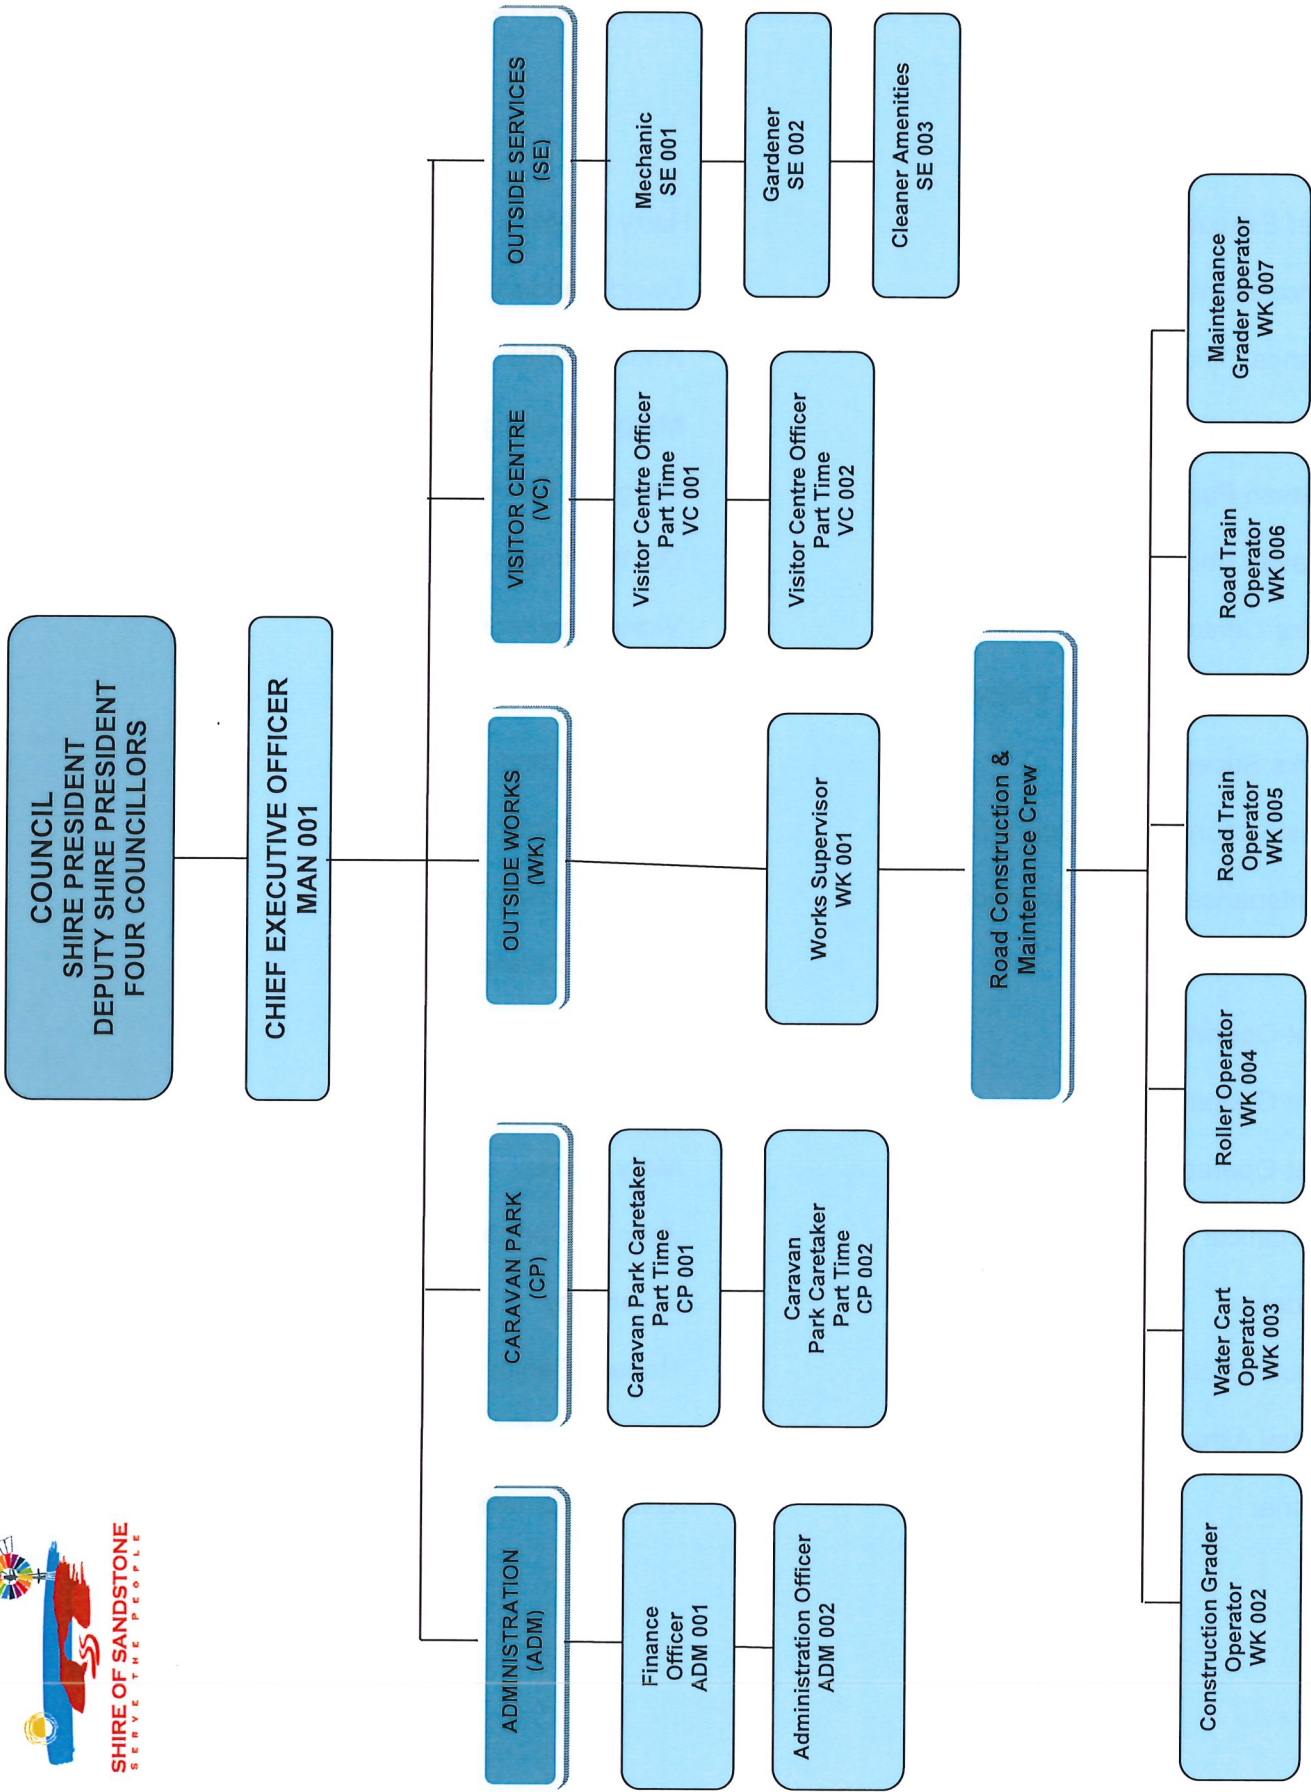 SHIRE OF SANDSTONE
SERVE THE PEOPLE
COUNCIL
SHIRE PRESIDENT
DEPUTY SHIRE PRESIDENT
FOUR COUNCILLORS
CHIEF EXECUTIVE OFFICER
MAN 001
ADMINISTRATION
(ADM)
Finance
Officer
ADM 001
Administration Officer
ADM 002
CARAVAN PARK
(CP)
Caravan Park Caretaker
Part Time
CP 001
Caravan
Park Caretaker
Part Time
CP 002
OUTSIDE WORKS
(WK)
Works Supervisor
WK 001
VISITOR CENTRE
(VC)
Visitor Centre Officer
Part Time
VC 001
Visitor Centre Officer
Part Time
VC 002
OUTSIDE SERVICES
(SE)
Mechanic
SE 001
Gardener
SE 002
Cleaner Amenities
SE 003
Road Construction &
Maintenance Crew
Construction Grader
Operator
WK 002
Water Cart
Operator
WK 003
Roller Operator
WK 004
Road Train
Operator
WK 005
Road Train
Operator
WK 006
Maintenance
Grader operator
WK 007